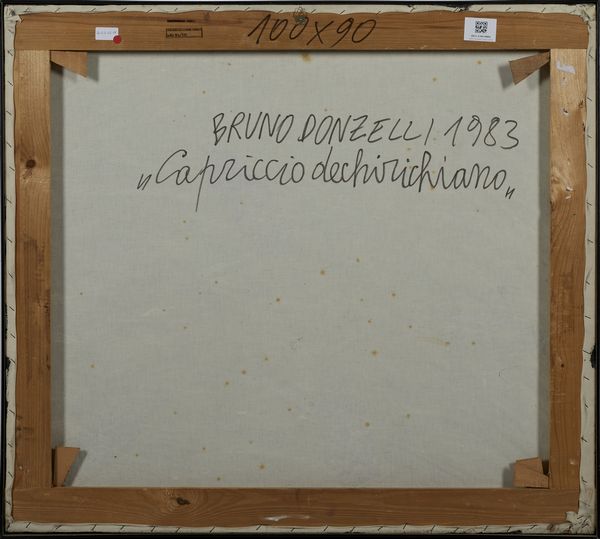 100x90
BRUNO DONZELLI 1983
"Capriccio dechirichiano"